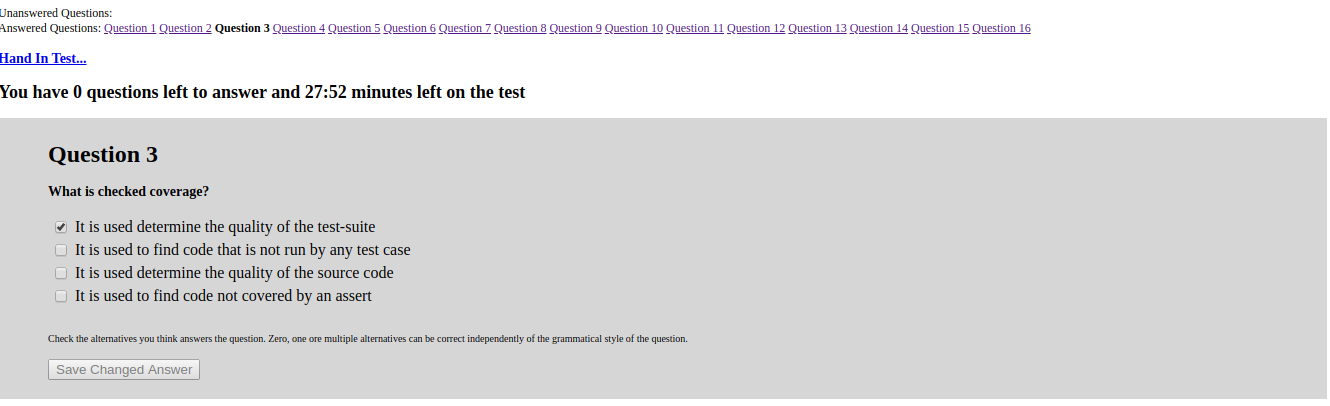 Unanswered Questions:
Answered Questions: Question 1 Question 2 Question 3 Question 4 Question 5 Question 6 Question 7 Question 8 Question 9 Question 10 Question 11 Question 12 Question 13 Question 14 Question 15 Question 16
Hand In Test...
You have 0 questions left to answer and 27:52 minutes left on the test
Question 3
What is checked coverage?
It is used determine the quality of the test-suite
It is used to find code that is not run by any test case
It is used determine the quality of the source code
It is used to find code not covered by an assert
Check the alternatives you think answers the question. Zero, one ore multiple alternatives can be correct independently of the grammatical style of the question.
Save Changed Answer